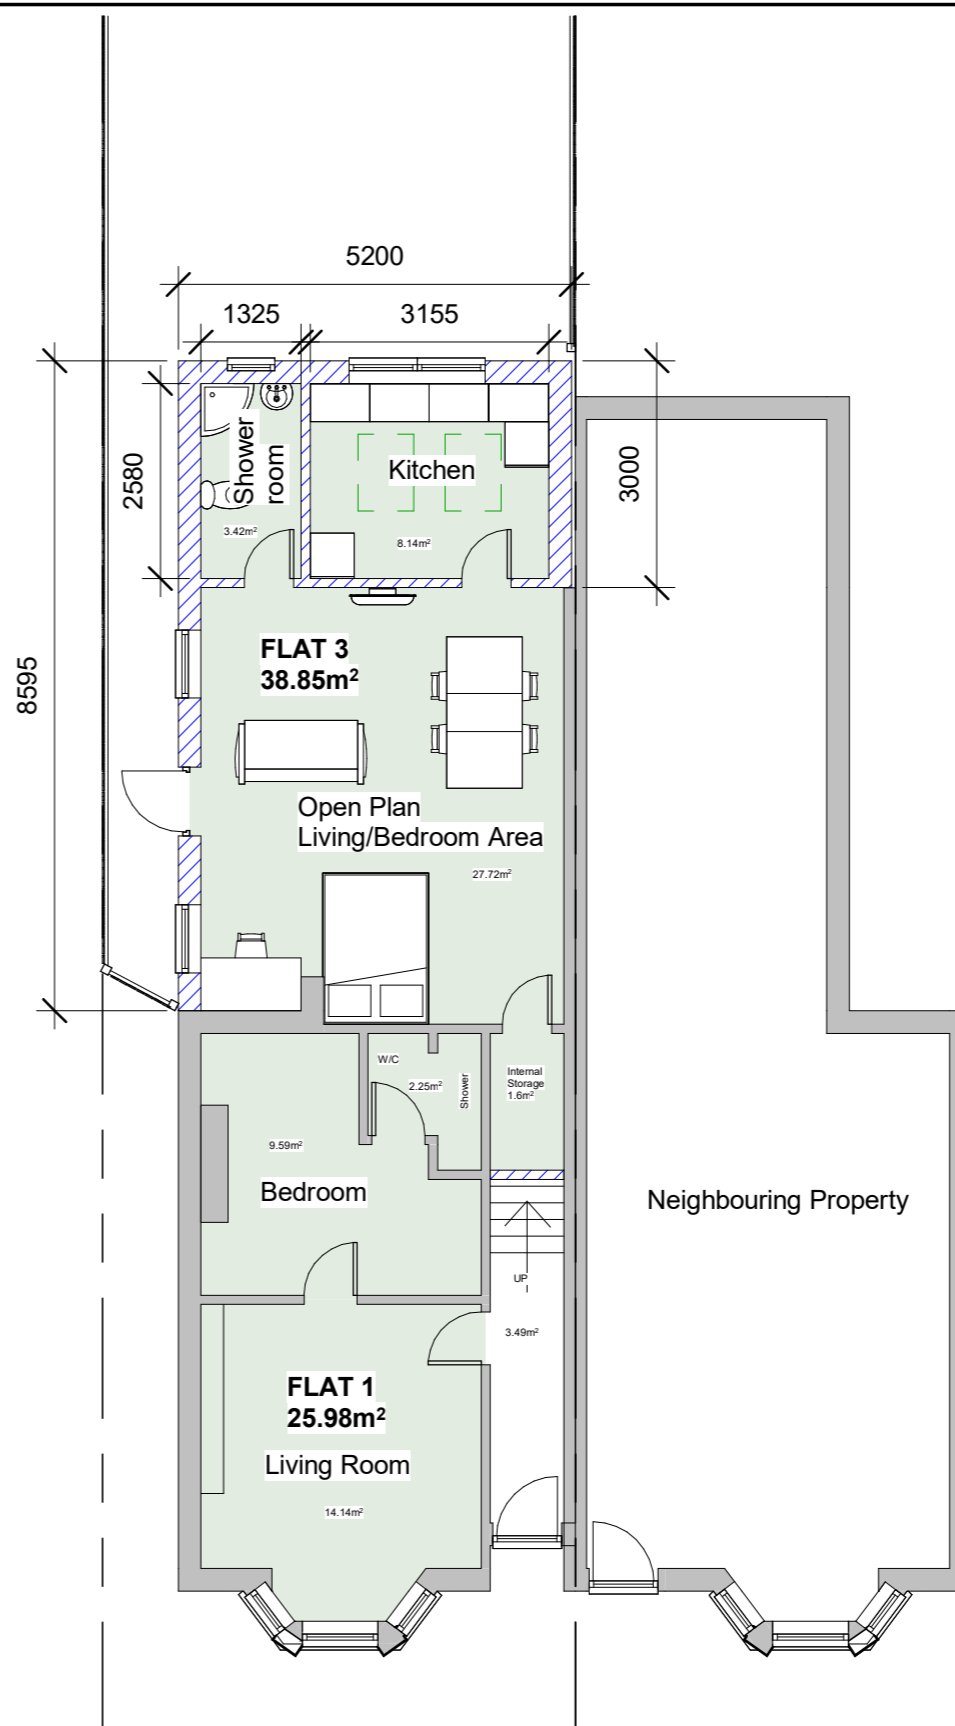 5200
1325
3155
2580
3000
8595
Shower
room
3.42m²
Kitchen
8.14m²
FLAT 3
38.85m²
Open Plan
Living/Bedroom Area
27.72m²
W/C
2.25m²
Shower
Internal
Storage
1.6m²
9.59m²
Bedroom
Neighbouring Property
UP
3.49m²
FLAT 1
25.98m²
Living Room
14.14m²